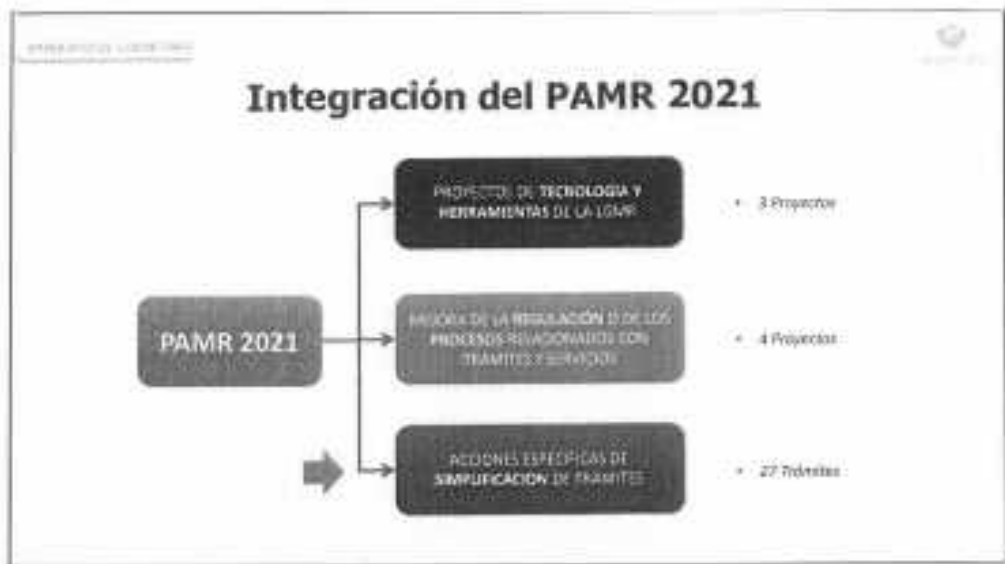 Integración del PAMR 2021
PROYECTOS DE TECNOLOGÍA Y
HERRAMIENTAS DE LA LGMR
• 3 Proyectos
PAMR 2021
MEJORA DE LA REGULACIÓN O DE LOS
PROCESOS RELACIONADOS CON
TRÁMITES Y SERVICIOS
• 4 Proyectos
ACCIONES ESPECÍFICAS DE
SIMPLIFICACIÓN DE TRÁMITES
• 27 Trámites